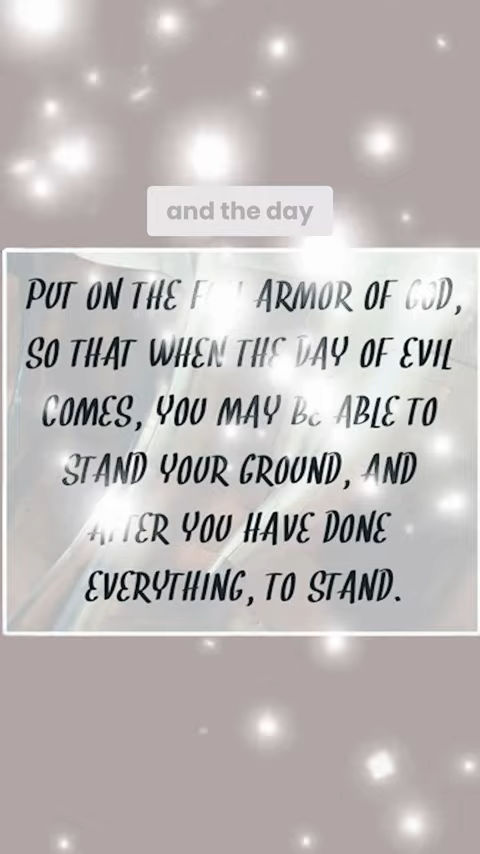 and the day
PUT ON THE FULL ARMOR OF GOD,
SO THAT WHEN THE DAY OF EVIL
COMES, YOU MAY BE ABLE TO
STAND YOUR GROUND, AND
AFTER YOU HAVE DONE
EVERYTHING, TO STAND.